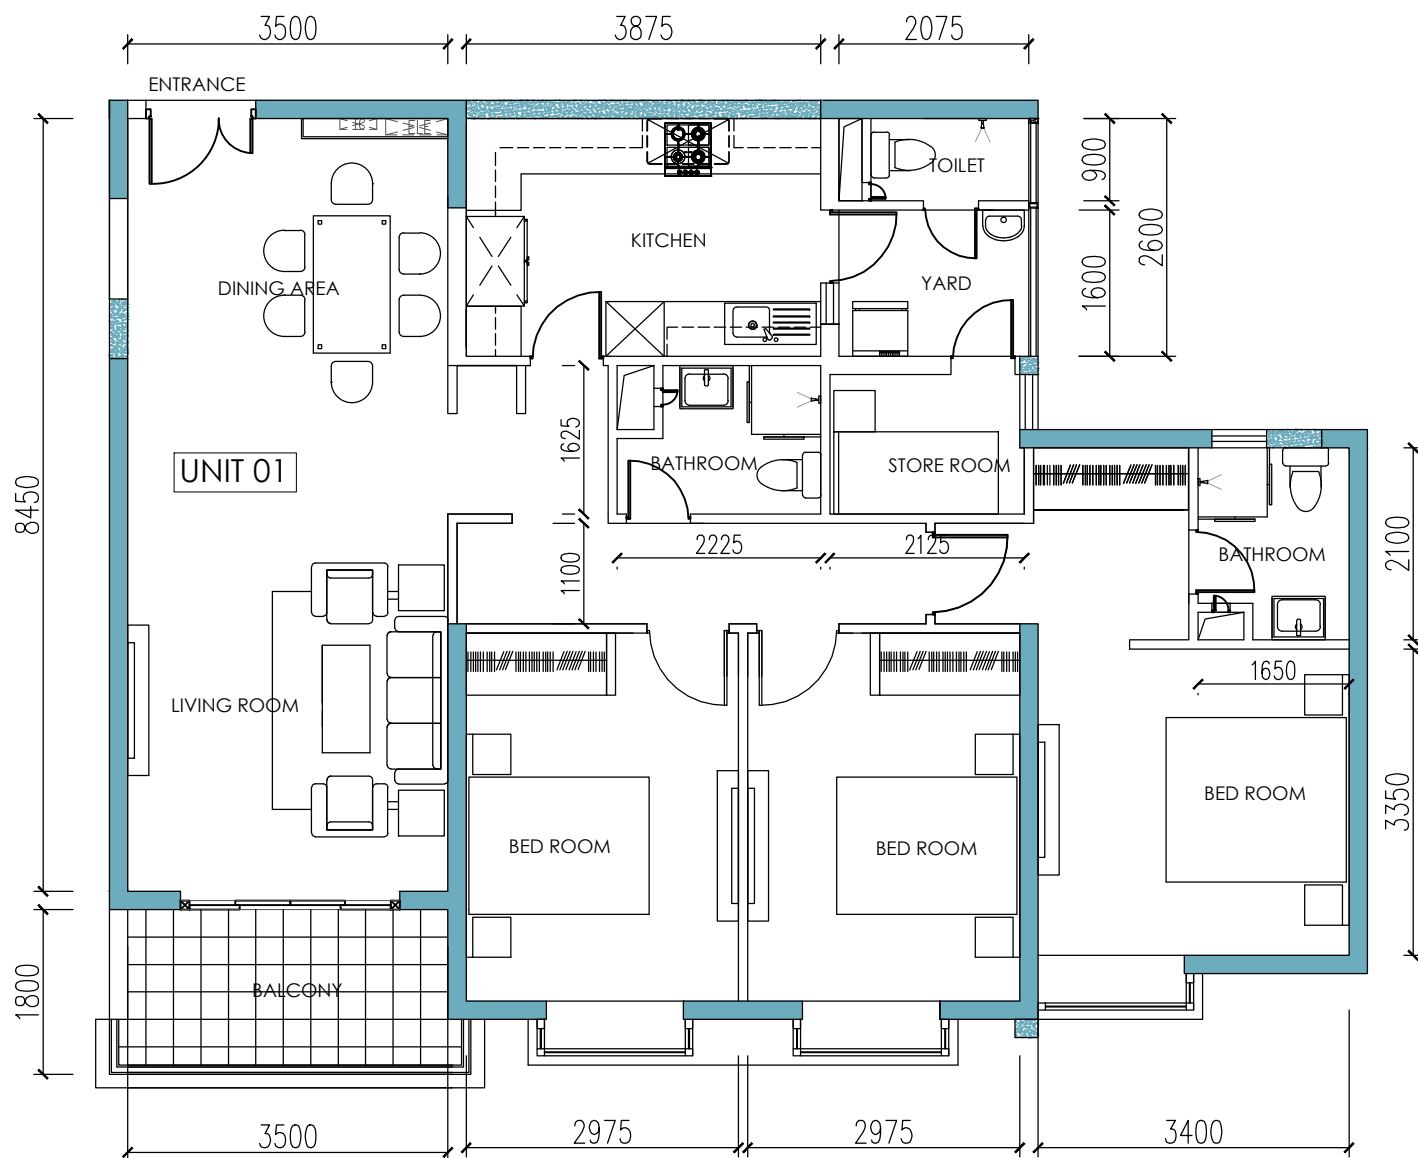 3500
3875
2075
ENTRANCE
TOILET
900
2600
KITCHEN
DINING AREA
YARD
1600
UNIT 01
1625
BATHROOM
STORE ROOM
8450
2225
2125
1100
BATHROOM
2100
1650
LIVING ROOM
BED ROOM
BED ROOM
BED ROOM
3350
BALCONY
1800
3500
2975
2975
3400